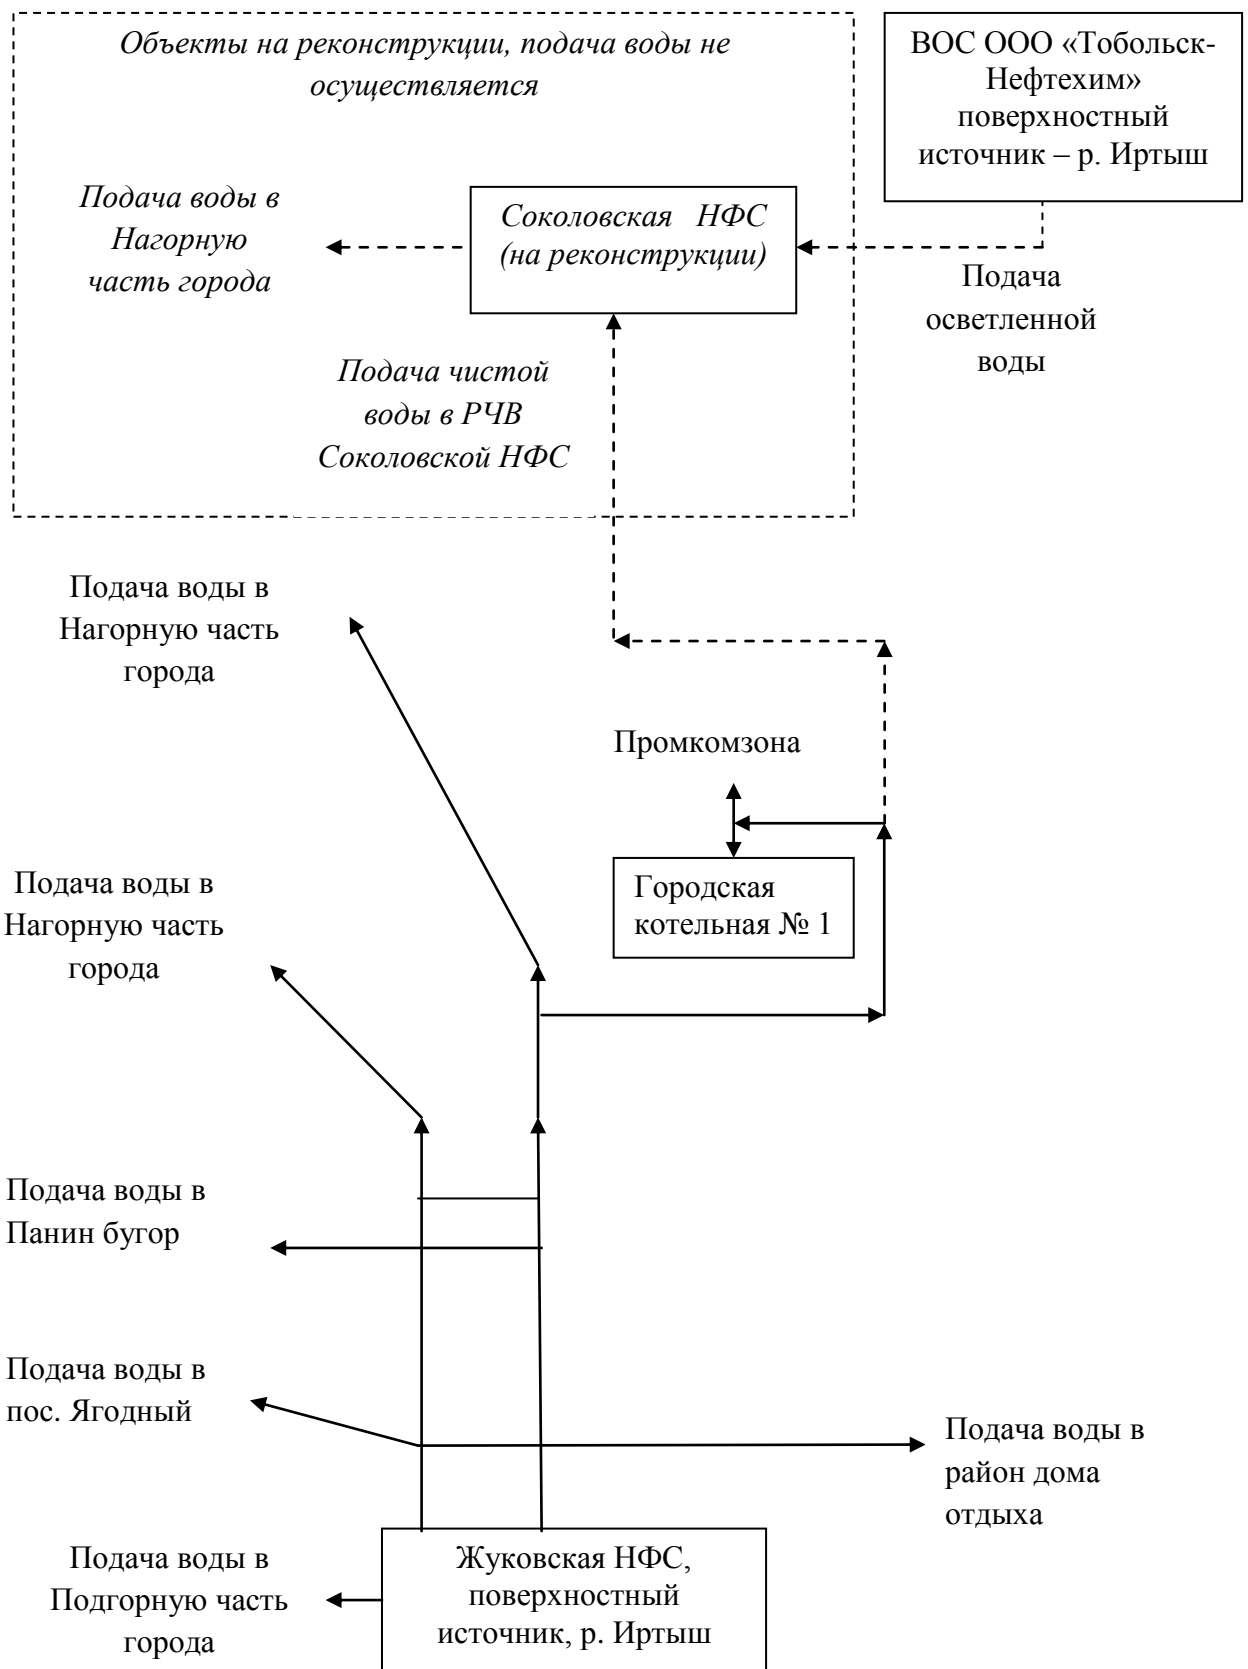 Объекты на реконструкции, подача воды не
осуществляется
ВОС ООО «Тобольск-
Нефтехим»
поверхностный
источник – р. Иртыш
Подача воды в
Нагорную
часть города
Соколовская НФС
(на реконструкции)
Подача
осветленной
воды
Подача чистой
воды в РЧВ
Соколовской НФС
Подача воды в
Нагорную часть
города
Промкомзона
Городская
котельная № 1
Подача воды в
Нагорную часть
города
Подача воды в
Панин бугор
Подача воды в
пос. Ягодный
Подача воды в
район дома
отдыха
Подача воды в
Подгорную часть
города
Жуковская НФС,
поверхностный
источник, р. Иртыш